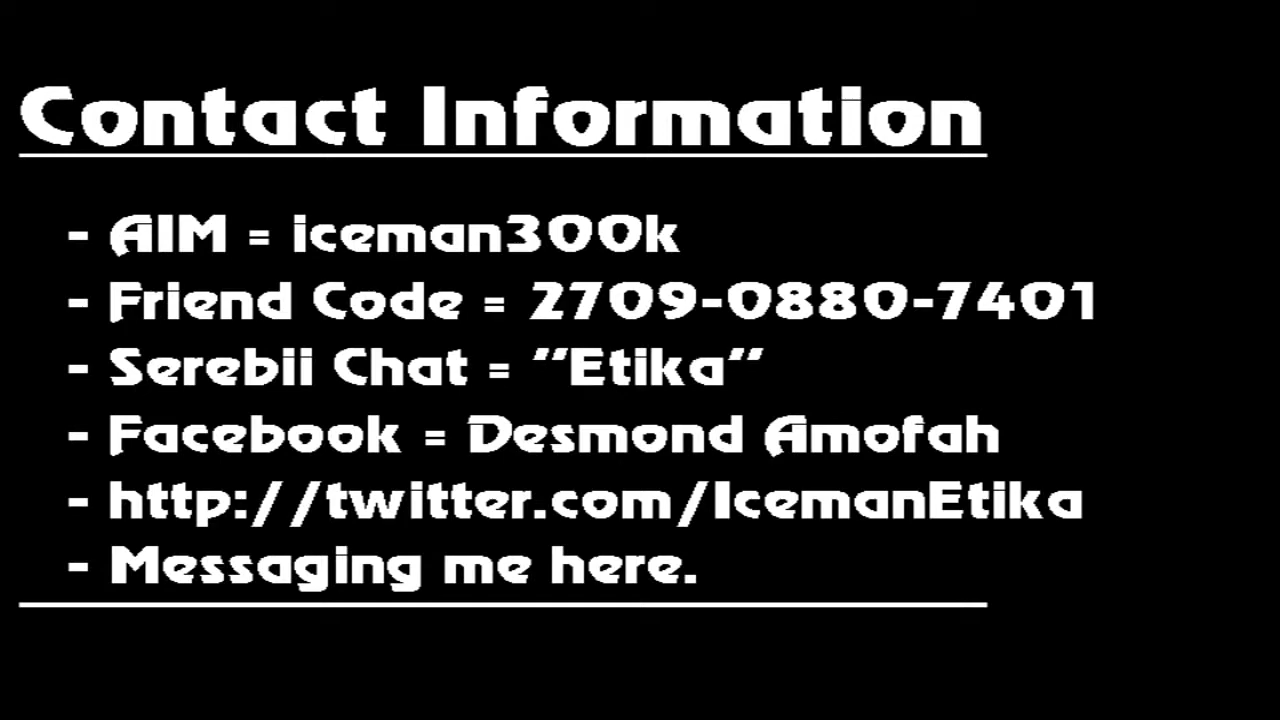 Contact Information
- AIM = iceman300k
- Friend Code = 2709-0880-7401
- Serebii Chat = "Etika"
- Facebook = Desmond Amofah
- http://twitter.com/IcemanEtika
- Messaging me here.